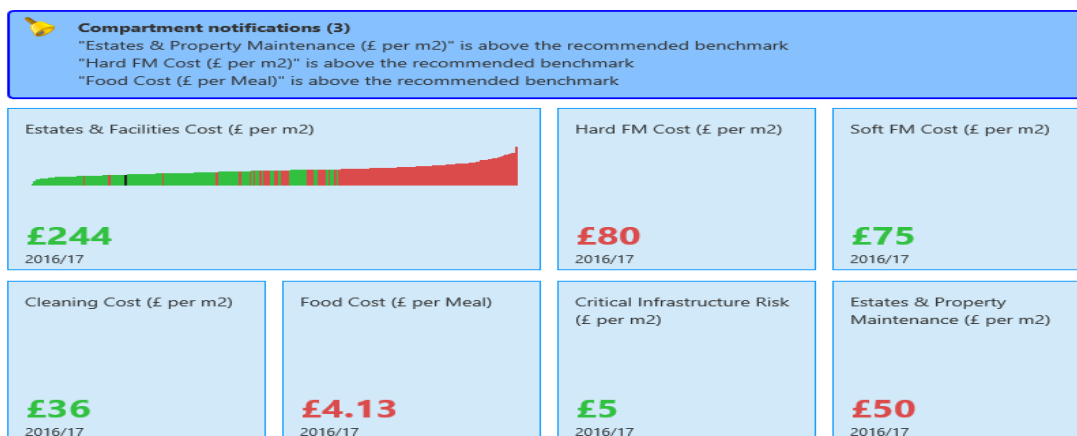 Compartment notifications (3)
"Estates & Property Maintenance (£ per m2)" is above the recommended benchmark
"Hard FM Cost (£ per m2)" is above the recommended benchmark
"Food Cost (£ per Meal)" is above the recommended benchmark
Estates & Facilities Cost (£ per m2)
£244
2016/17
Hard FM Cost (£ per m2)
£80
2016/17
Soft FM Cost (£ per m2)
£75
2016/17
Cleaning Cost (£ per m2)
£36
2016/17
Food Cost (£ per Meal)
£4.13
2016/17
Critical Infrastructure Risk
(£ per m2)
£5
2016/17
Estates & Property
Maintenance (£ per m2)
£50
2016/17